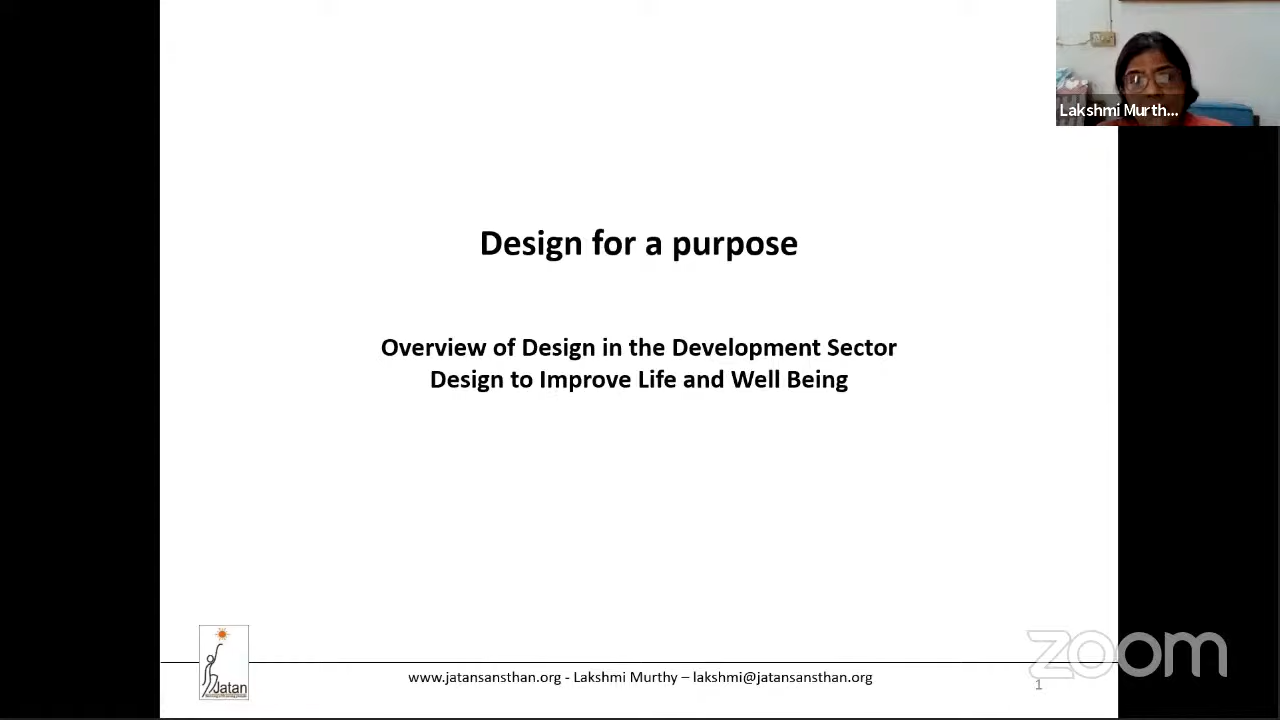 Lakshmi Murth...
Design for a purpose
Overview of Design in the Development Sector
Design to Improve Life and Well Being
Jatan
www.jatansansthan.org - Lakshmi Murthy – lakshmi@jatansansthan.org
zoom
1